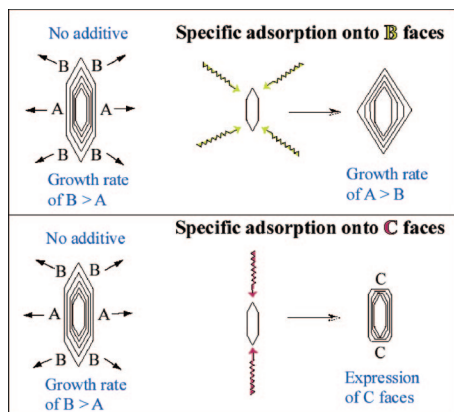 No additive
Specific adsorption onto B faces
B B
A A
B B
Growth rate
of B > A
Growth rate
of A > B
No additive
Specific adsorption onto C faces
B B
A A
B B
C
C
Growth rate
of B > A
Expression
of C faces